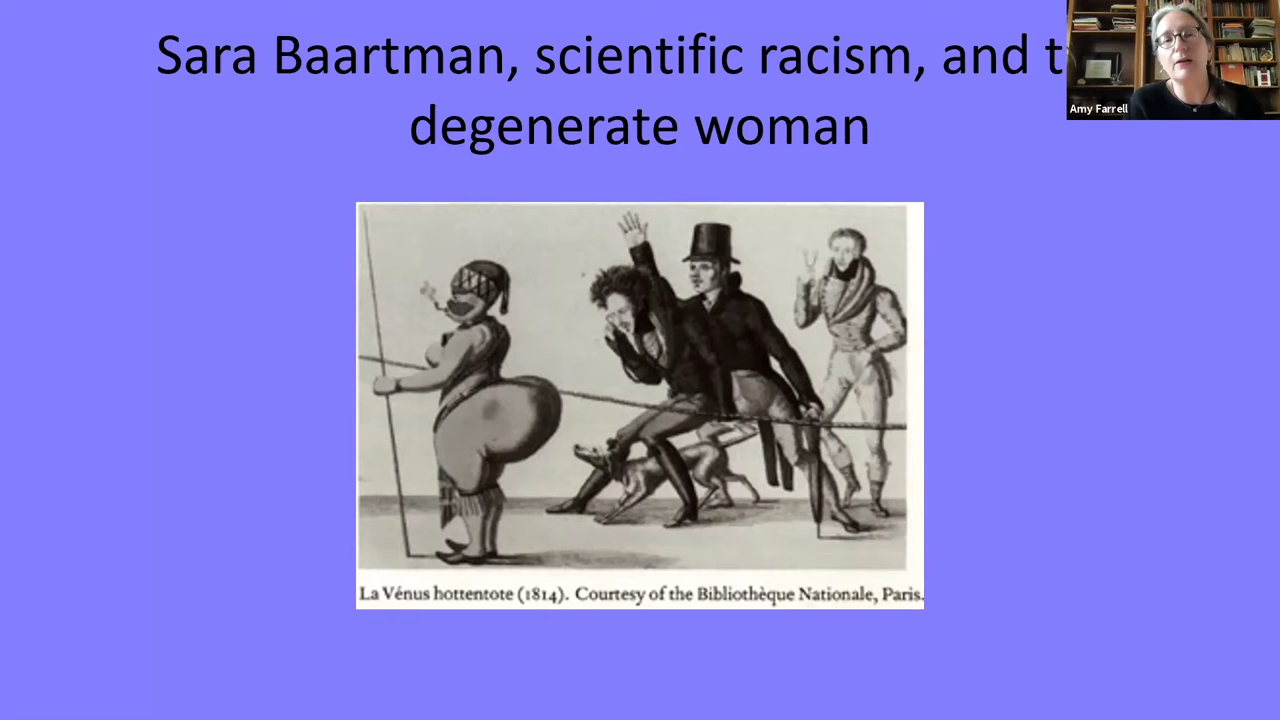 Sara Baartman, scientific racism, and t
degenerate woman
Amy Farrell
La Vénus hottentote (1814). Courtesy of the Bibliothèque Nationale, Paris.